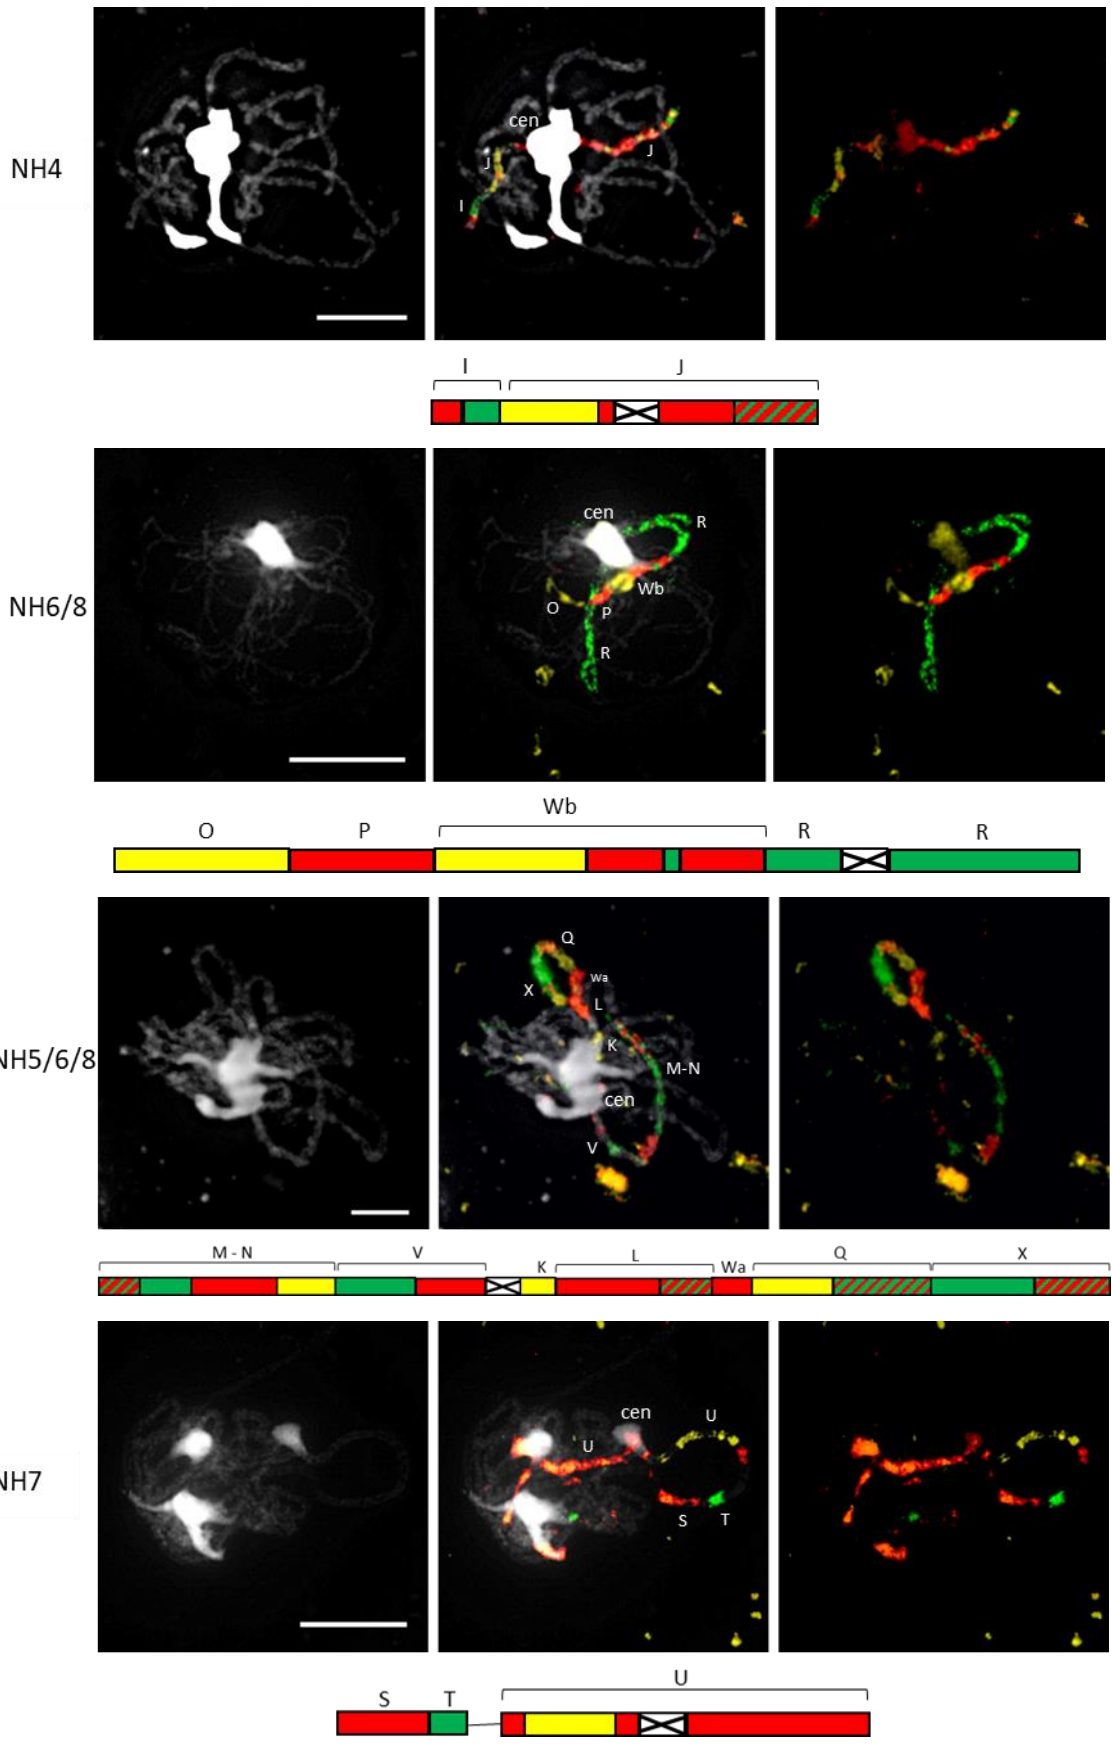 NH4
cen
J
J
I
I J
NH6/8
cen
R
Wb
O
P
R
Wb
O P R R
NH5/6/8
Q
Wa
X
L
K
M-N
cen
V
M - N V K L Wa Q X
NH7
cen
U
U
S T
U
S T